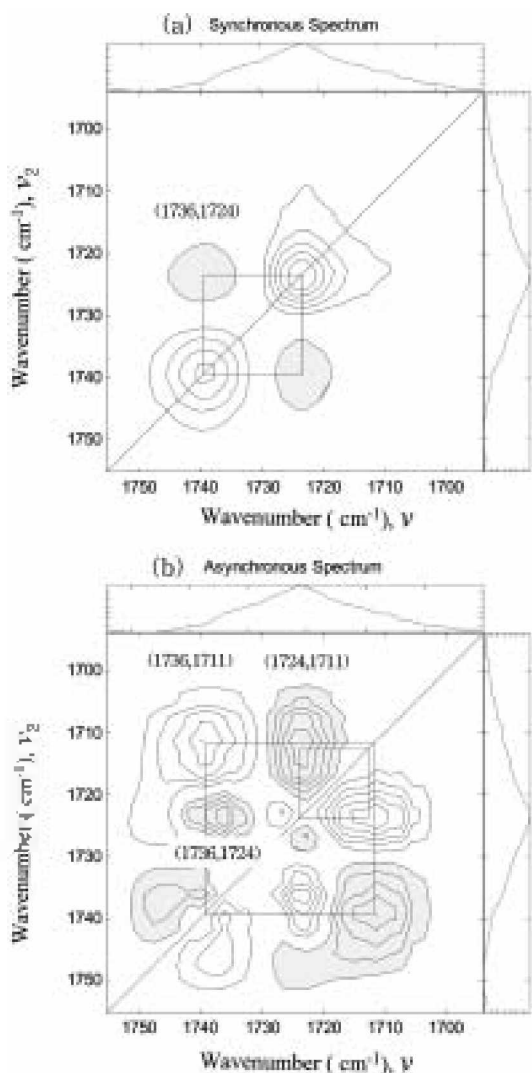 (a) Synchronous Spectrum
1700
1710
(1736,1724)
1720
1730
1740
1750
Wavenumber ( cm-1), ν2
1750 1740 1730 1720 1710 1700
Wavenumber ( cm-1), ν
(b) Asynchronous Spectrum
1700
(1736,1711) (1724,1711)
1710
1720
1730
(1736,1724)
1740
1750
Wavenumber ( cm-1), ν2
1750 1740 1730 1720 1710 1700
Wavenumber ( cm-1), ν